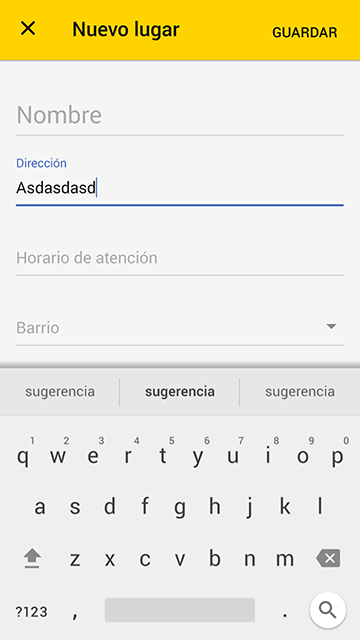 Nuevo lugar GUARDAR
Nombre
Dirección
Asdasdasd
Horario de atención
Barrio
sugerencia sugerencia sugerencia
1 2 3 4 5 6 7 8 9 0
q w e r t y u i o p
a s d f g h j k l
z x c v b n m
?123 , .